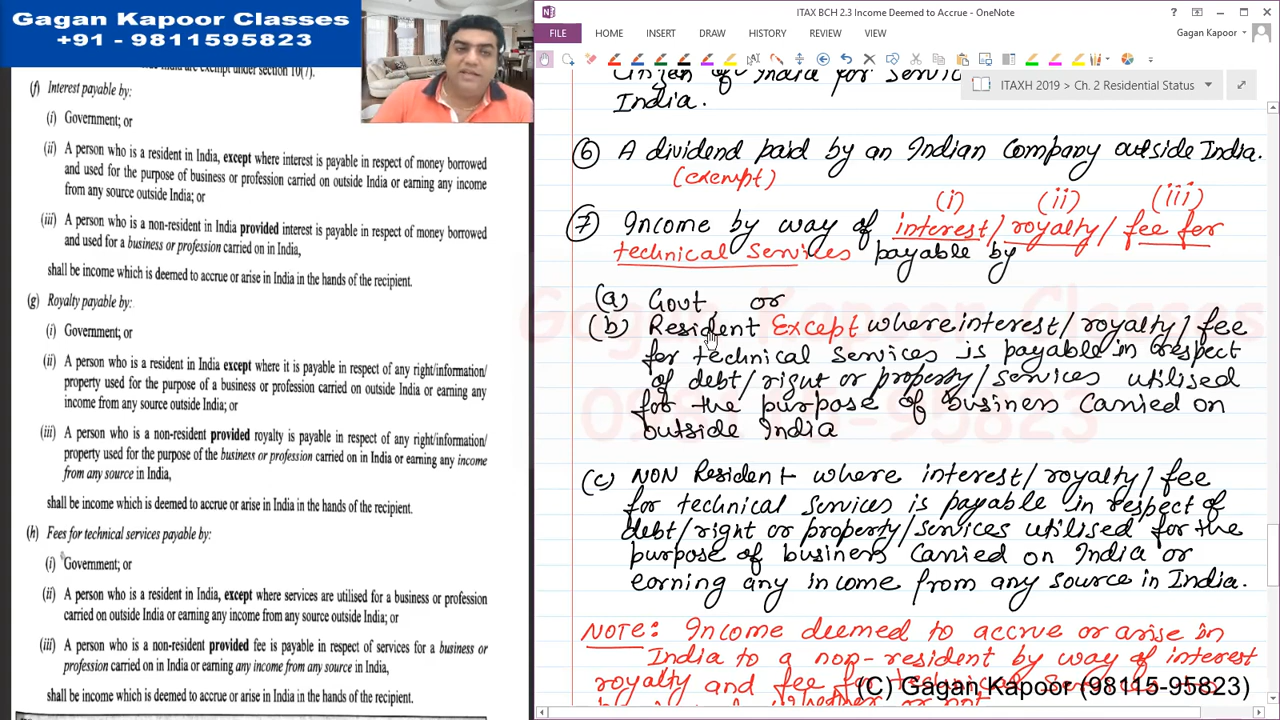 Gagan Kapoor Classes
+91 - 9811595823
India are exempt under section 10(7).
(f) Interest payable by:
(i) Government; or
(ii) A person who is a resident in India, except where interest is payable in respect of money borrowed
and used for the purpose of business or profession carried on outside India or earning any income
from any source outside India; or
(iii) A person who is a non-resident in India provided interest is payable in respect of money borrowed
and used for a business or profession carried on in India,
shall be income which is deemed to accrue or arise in India in the hands of the recipient.
(g) Royalty payable by:
(i) Government; or
(ii) A person who is a resident in India except where it is payable in respect of any right/information/
property used for the purpose of a business or profession carried on outside India or earning any
income from any source outside India; or
(iii) A person who is a non-resident provided royalty is payable in respect of any right/information/
property used for the purpose of the business or profession carried on in India or earning any income
from any source in India,
shall be income which is deemed to accrue or arise in India in the hands of the recipient.
(h) Fees for technical services payable by:
(i) Government; or
(ii) A person who is a resident in India, except where services are utilised for a business or profession
carried on outside India or earning any income from any source outside India; or
(iii) A person who is a non-resident provided fee is payable in respect of services for a business or
profession carried on in India or earning any income from any source in India,
shall be income which is deemed to accrue or arise in India in the hands of the recipient.
ITAX BCH 2.3 Income Deemed to Accrue - OneNote
FILE HOME INSERT DRAW HISTORY REVIEW VIEW
Gagan Kapoor
ITAXH 2019 > Ch. 2 Residential Status
Citizen of India for Servic
India.
(6) A dividend paid by an Indian Company outside India.
(exempt)
(i) (ii) (iii)
(7) Income by way of interest/ royalty/ fee for
technical Services payable by
(a) Govt or
(b) Resident Except where interest/ royalty/ fee
for technical services is payable in respect
of debt/ right or property/ services utilised
for the purpose of business carried on
outside India
(c) NON Resident where interest/ royalty/ fee
for technical services is payable in respect of
debt/ right or property/services utilised for the
purpose of business carried on India or
earning any income from any source in India.
NOTE: Income deemed to accrue or arise in
India to a non-resident by way of interest
royalty and fee for technical Services
whether or not
(C) Gagan Kapoor (98115-95823)
Gagan Kapoor Classes